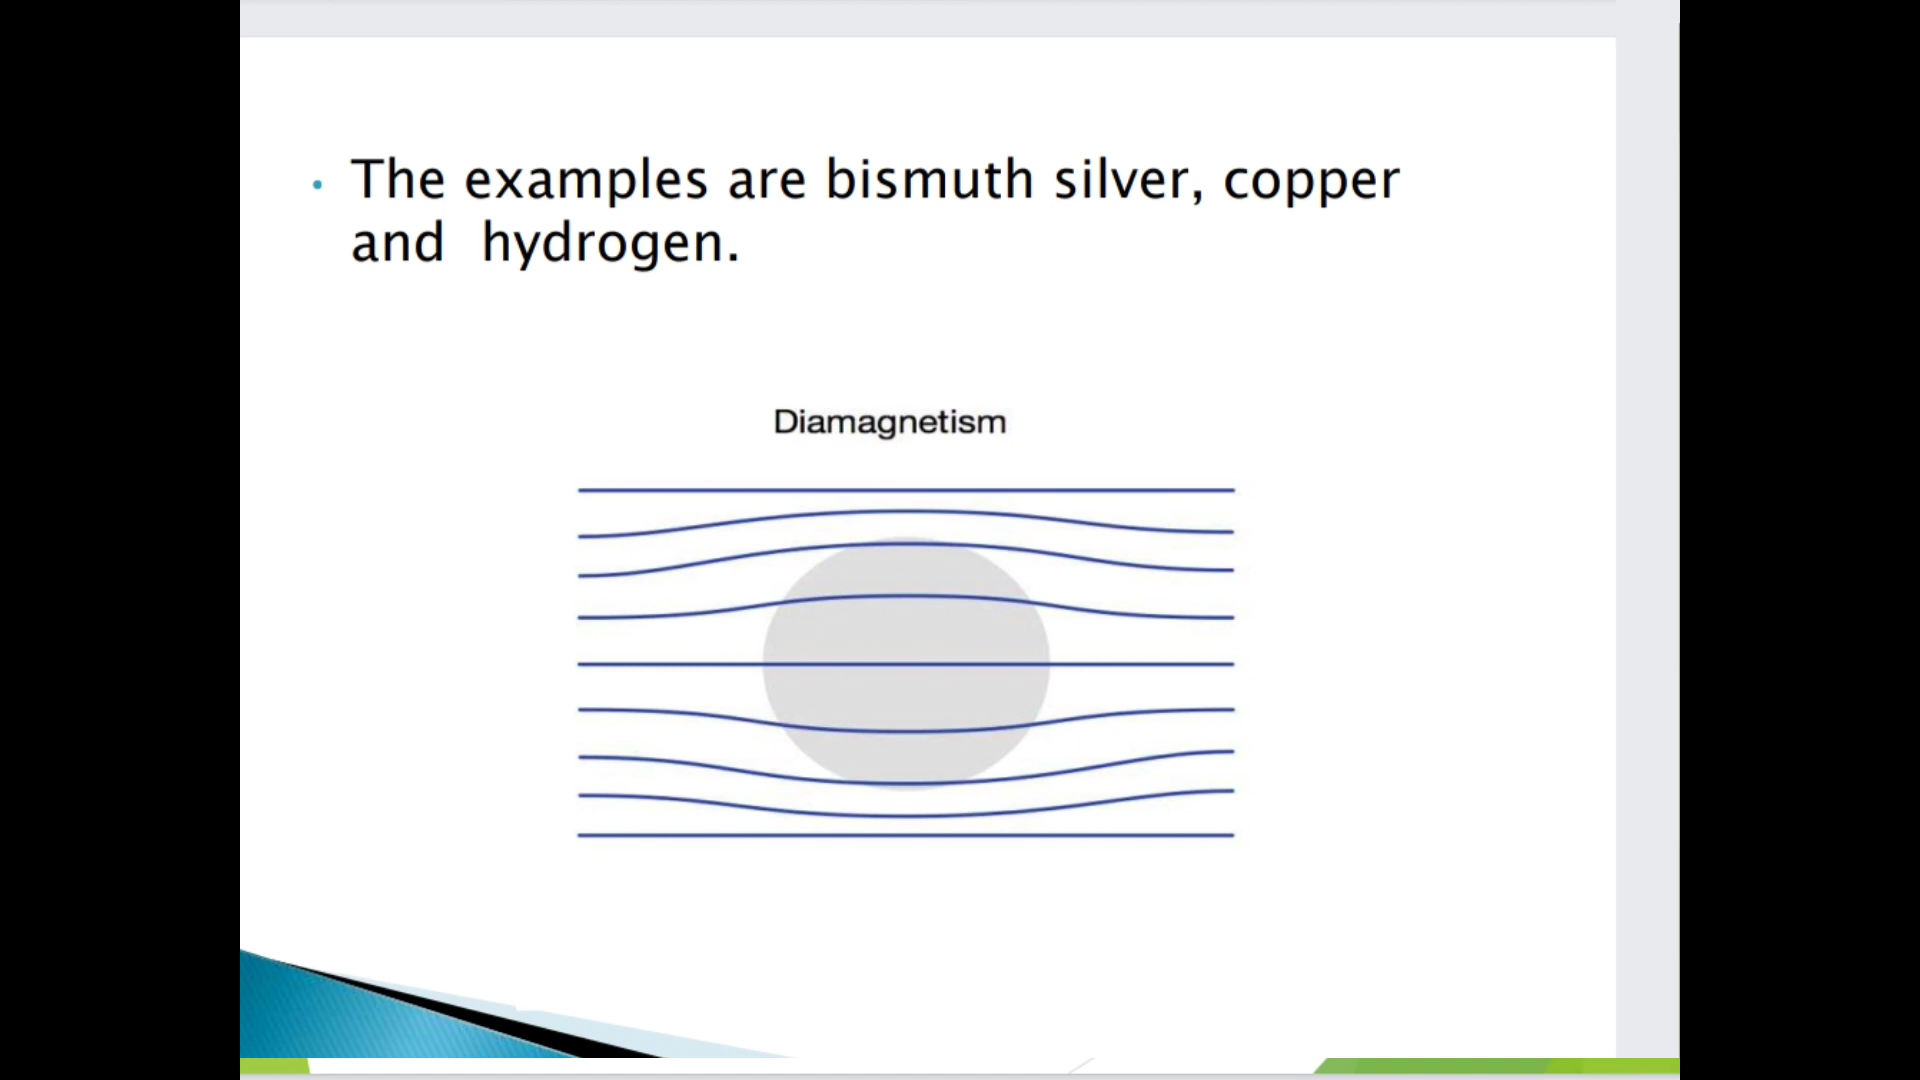 • The examples are bismuth silver, copper
and hydrogen.
Diamagnetism